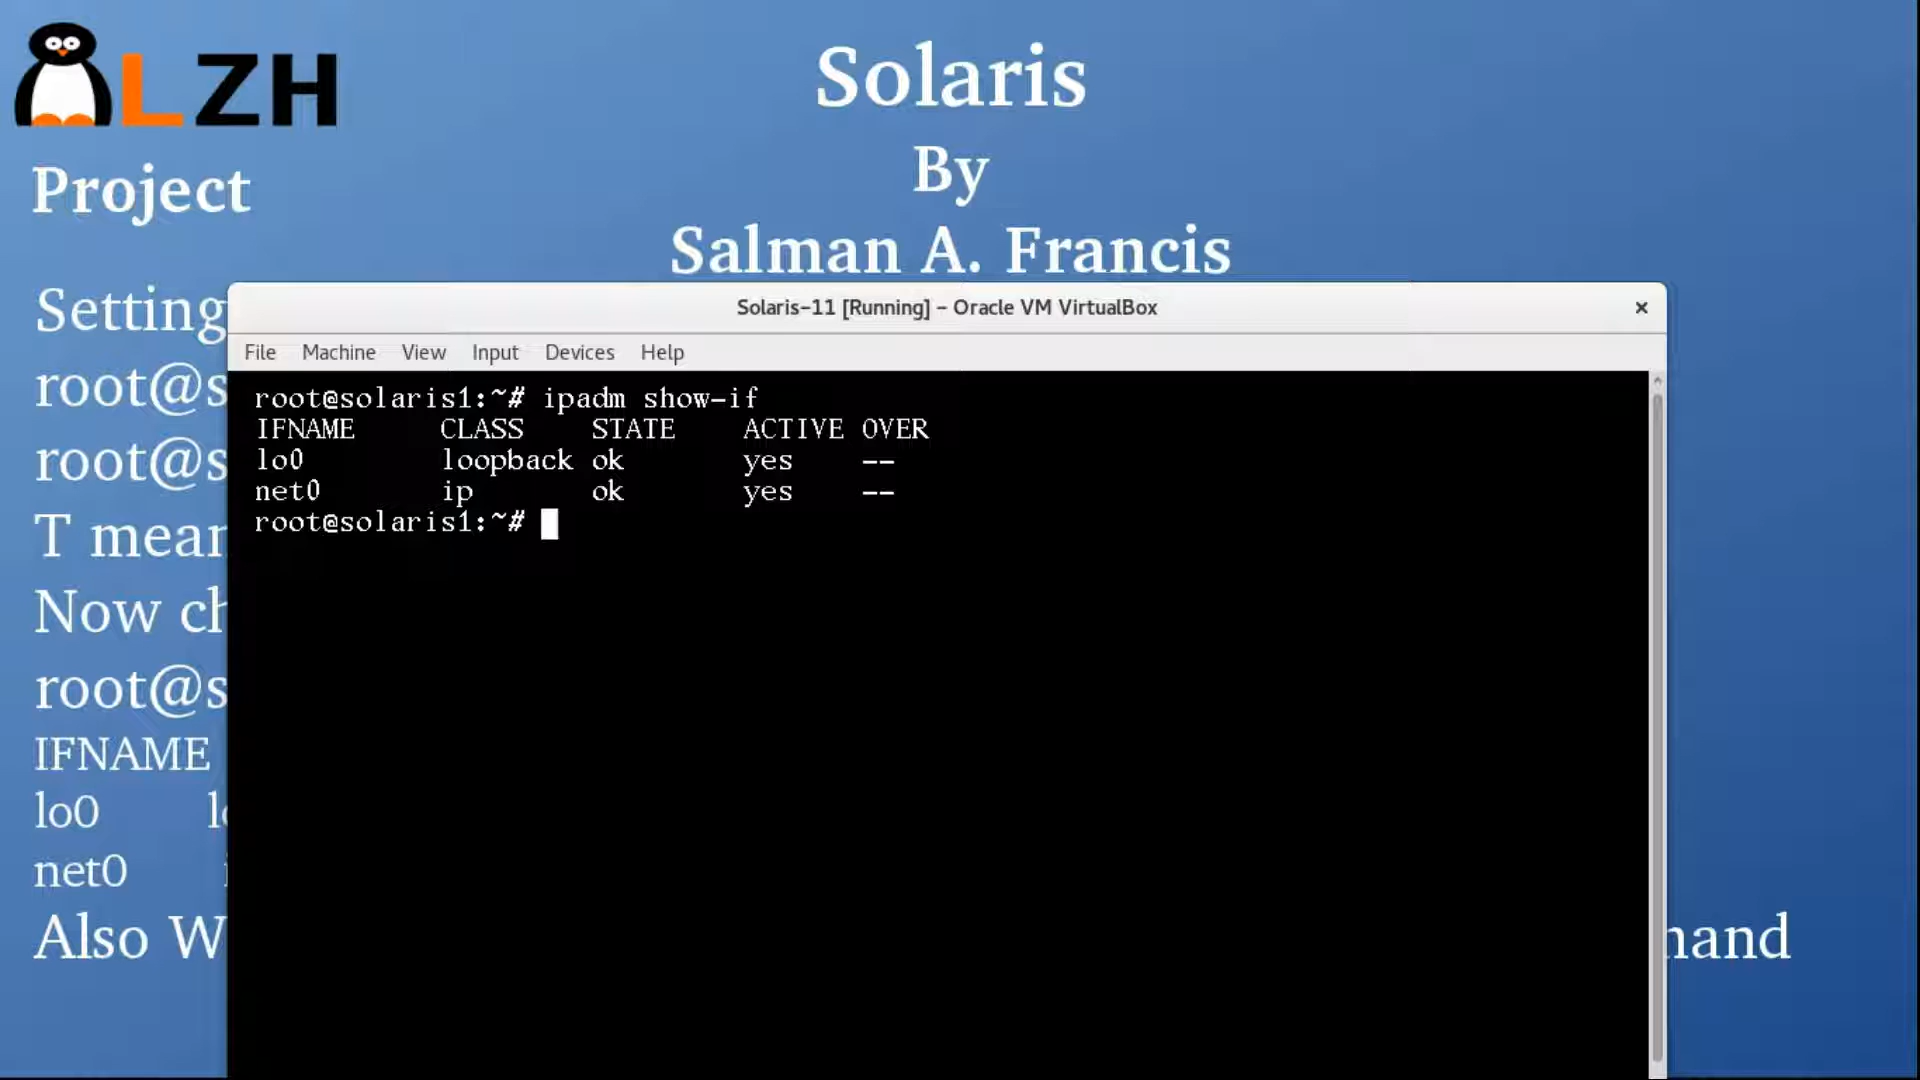 LZH
Solaris
By
Project
Salman A. Francis
Setting
Solaris-11 [Running] - Oracle VM VirtualBox
File Machine View Input Devices Help
root@s
root@s
T mean
Now ch
root@s
IFNAME
lo0
net0
Also W
mand
root@solaris1:~# ipadm show-if
IFNAME CLASS STATE ACTIVE OVER
lo0 loopback ok yes --
net0 ip ok yes --
root@solaris1:~#